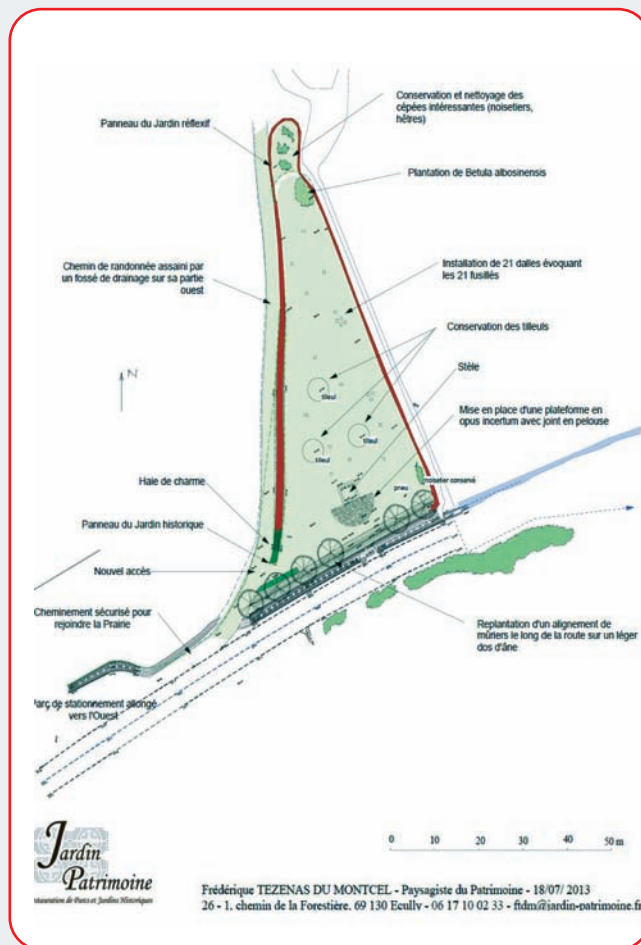 Conservation et nettoyage des
cépées intéressantes (noisetiers,
hêtres)
Panneau du Jardin réflexif
Plantation de Betula albosinensis
Chemin de randonnée assaini par
un fossé de drainage sur sa partie
ouest
Installation de 21 dalles évoquant
les 21 fusillés
Conservation des tilleuls
N
Stèle
tilleul
Mise en place d'une plateforme en
opus incertum avec joint en pelouse
tilleul
tilleul
Haie de charme
noisetier conservé
Panneau du Jardin historique
Nouvel accès
Cheminement sécurisé pour
rejoindre la Prairie
Replantation d'un alignement de
mûriers le long de la route sur un léger
dos d'âne
Parc de stationnement allongé
vers l'Ouest
0 10 20 30 40 50 m
Jardin
Patrimoine
Restauration de Parcs et Jardins Historiques
Frédérique TEZENAS DU MONTCEL - Paysagiste du Patrimoine - 18/07/ 2013
26 - 1, chemin de la Forestière, 69 130 Ecully - 06 17 10 02 33 - ftdm@jardin-patrimoine.fr